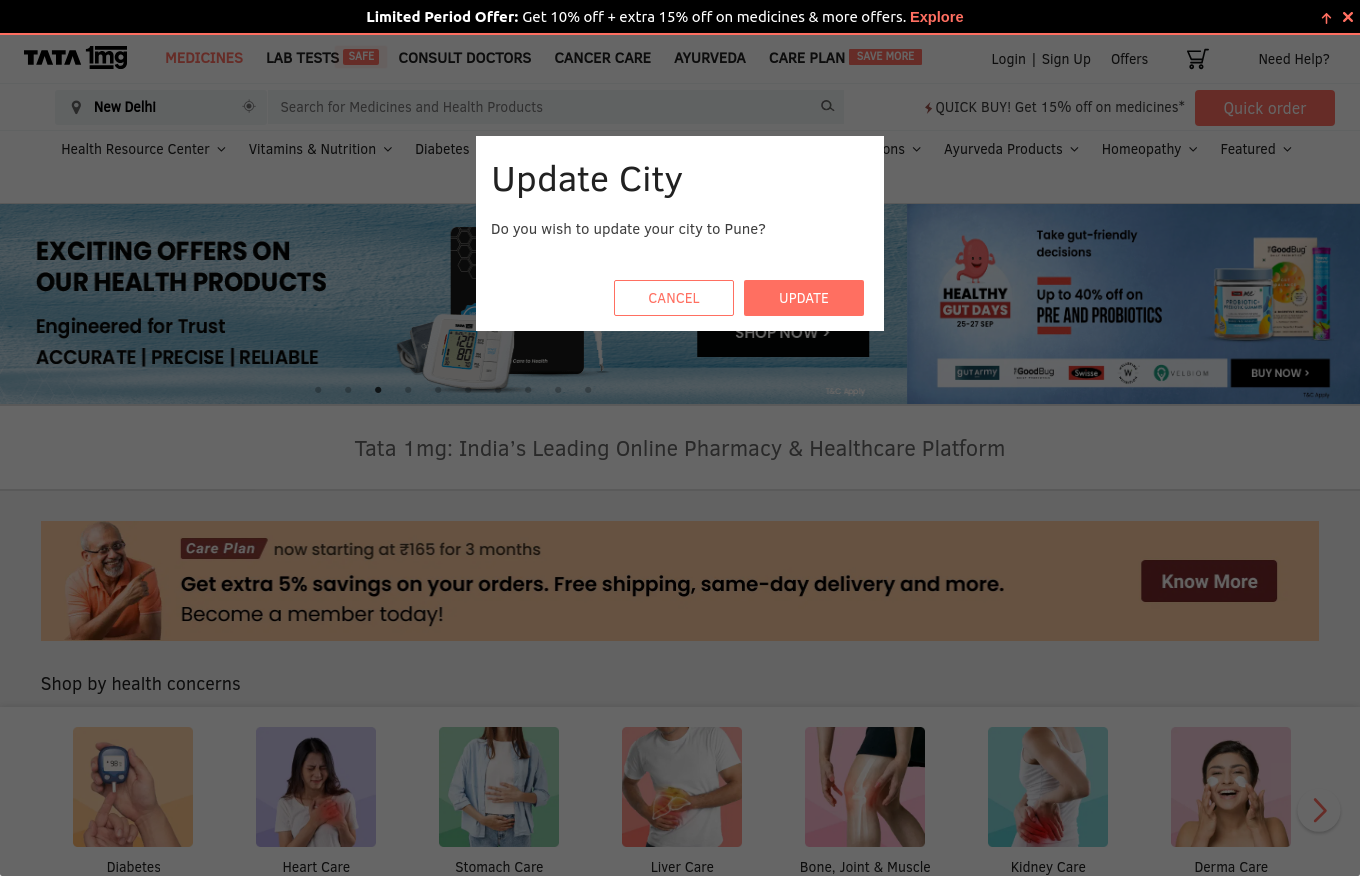 Limited Period Offer: Get 10% off + extra 15% off on medicines & more offers. Explore
TATA 1mg
MEDICINES LAB TESTS SAFE CONSULT DOCTORS CANCER CARE AYURVEDA CARE PLAN SAVE MORE
Login | Sign Up Offers Need Help?
New Delhi
Search for Medicines and Health Products
QUICK BUY! Get 15% off on medicines*
Quick order
Health Resource Center Vitamins & Nutrition Diabetes
Ayurveda Products Homeopathy Featured
Update City
Do you wish to update your city to Pune?
CANCEL UPDATE
EXCITING OFFERS ON
OUR HEALTH PRODUCTS
Engineered for Trust
ACCURATE | PRECISE | RELIABLE
SHOP NOW >
T&C Apply
Take gut-friendly
decisions
HEALTHY
GUT DAYS
25-27 SEP
Up to 40% off on
PRE AND PROBIOTICS
GUTARMY The GoodBug Swisse W VELBIOM
BUY NOW >
T&C Apply
Tata 1mg: India's Leading Online Pharmacy & Healthcare Platform
Care Plan now starting at ₹165 for 3 months
Get extra 5% savings on your orders. Free shipping, same-day delivery and more.
Become a member today!
Know More
Shop by health concerns
Diabetes Heart Care Stomach Care Liver Care Bone, Joint & Muscle Kidney Care Derma Care